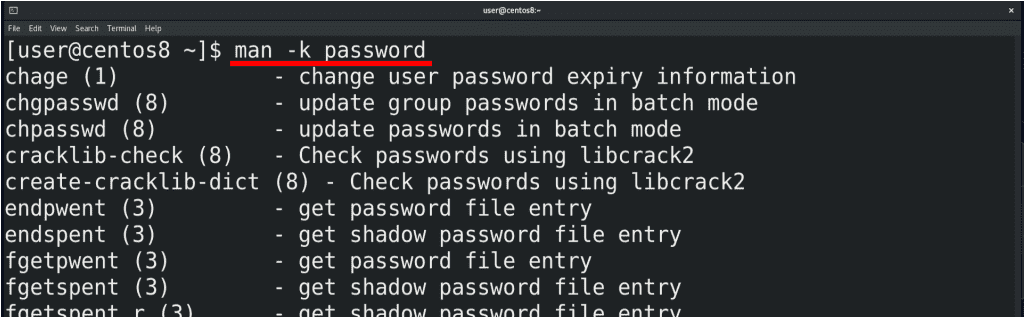 user@centos8:~
File Edit View Search Terminal Help
[user@centos8 ~]$ man -k password
chage (1) - change user password expiry information
chgpasswd (8) - update group passwords in batch mode
chpasswd (8) - update passwords in batch mode
cracklib-check (8) - Check passwords using libcrack2
create-cracklib-dict (8) - Check passwords using libcrack2
endpwent (3) - get password file entry
endspent (3) - get shadow password file entry
fgetpwent (3) - get password file entry
fgetspent (3) - get shadow password file entry
fgetspent_r (3) - get shadow password file entry